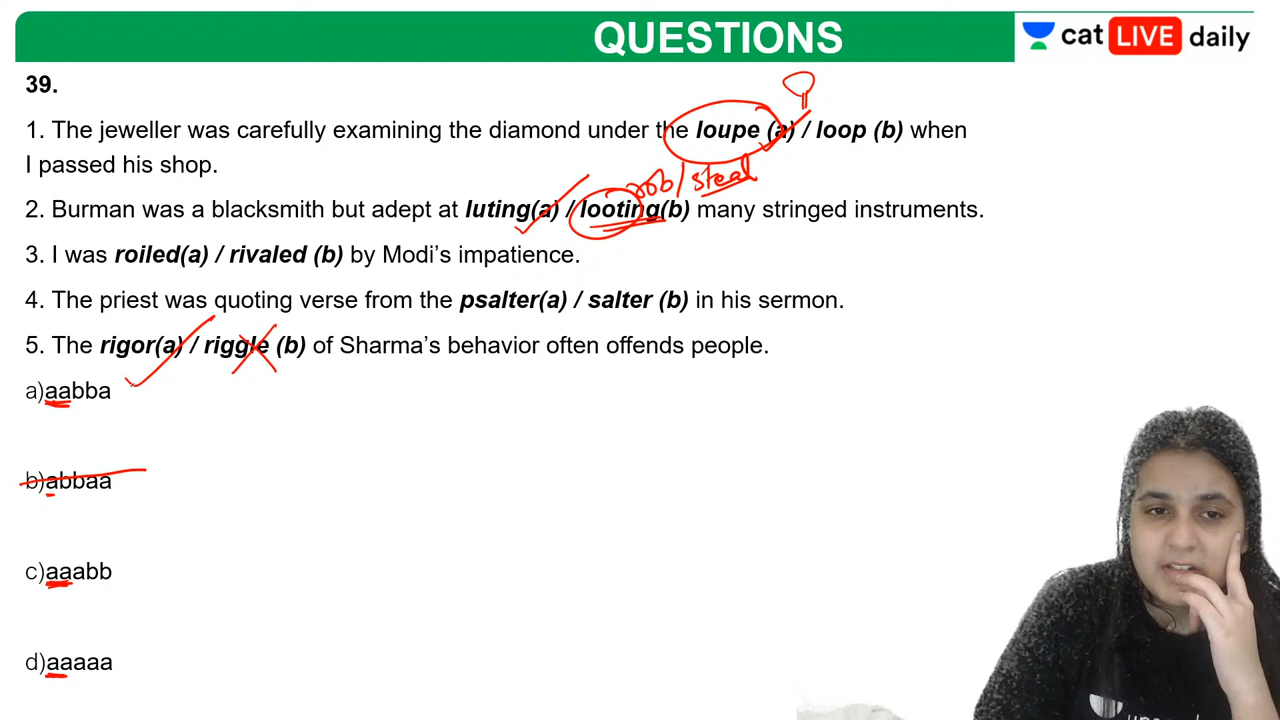 QUESTIONS
cat LIVE daily
39.
1. The jeweller was carefully examining the diamond under the loupe (a) / loop (b) when
I passed his shop.
rob / steal
2. Burman was a blacksmith but adept at luting(a) / looting(b) many stringed instruments.
3. I was roiled(a) / rivaled (b) by Modi’s impatience.
4. The priest was quoting verse from the psalter(a) / salter (b) in his sermon.
5. The rigor(a) / riggle (b) of Sharma’s behavior often offends people.
a)aabba
b)abbaa
c)aaabb
d)aaaaa